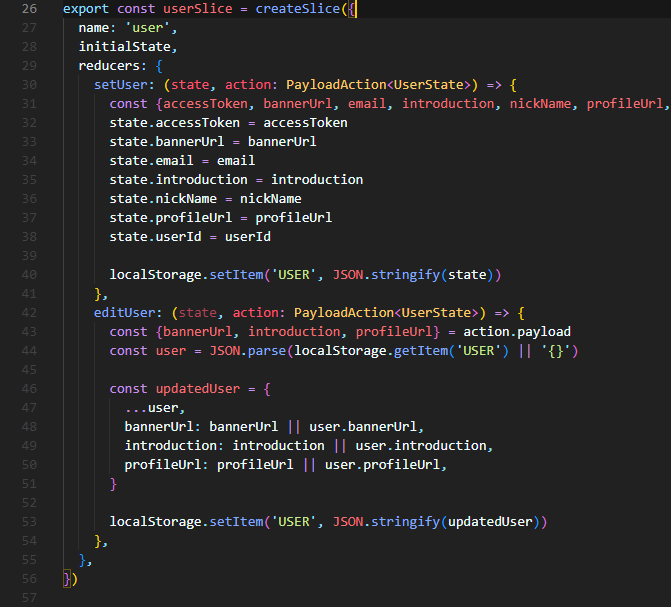 26 export const userSlice = createSlice({
27   name: 'user',
28   initialState,
29   reducers: {
30     setUser: (state, action: PayloadAction<UserState>) => {
31       const {accessToken, bannerUrl, email, introduction, nickName, profileUrl,
32       state.accessToken = accessToken
33       state.bannerUrl = bannerUrl
34       state.email = email
35       state.introduction = introduction
36       state.nickName = nickName
37       state.profileUrl = profileUrl
38       state.userId = userId
39
40       localStorage.setItem('USER', JSON.stringify(state))
41     },
42     editUser: (state, action: PayloadAction<UserState>) => {
43       const {bannerUrl, introduction, profileUrl} = action.payload
44       const user = JSON.parse(localStorage.getItem('USER') || '{}')
45
46       const updatedUser = {
47         ...user,
48         bannerUrl: bannerUrl || user.bannerUrl,
49         introduction: introduction || user.introduction,
50         profileUrl: profileUrl || user.profileUrl,
51       }
52
53       localStorage.setItem('USER', JSON.stringify(updatedUser))
54     },
55   },
56 })
57